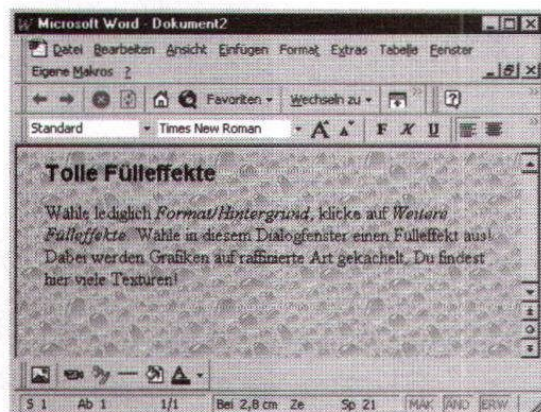 Microsoft Word - Dokument2
Datei Bearbeiten Ansicht Einfügen Format Extras Tabelle Fenster
Eigene Makros ?
Favoriten Wechseln zu
Standard Times New Roman A A F K U
Tolle Fülleffekte
Wähle lediglich Format/Hintergrund, klicke auf Weitere
Fülleffekte. Wähle in diesem Dialogfenster einen Fülleffekt aus!
Dabei werden Grafiken auf raffinierte Art gekachelt. Du findest
hier viele Texturen!
S 1 Ab 1 1/1 Bei 2,8 cm Ze Sp 21 MAK ÄND ERW